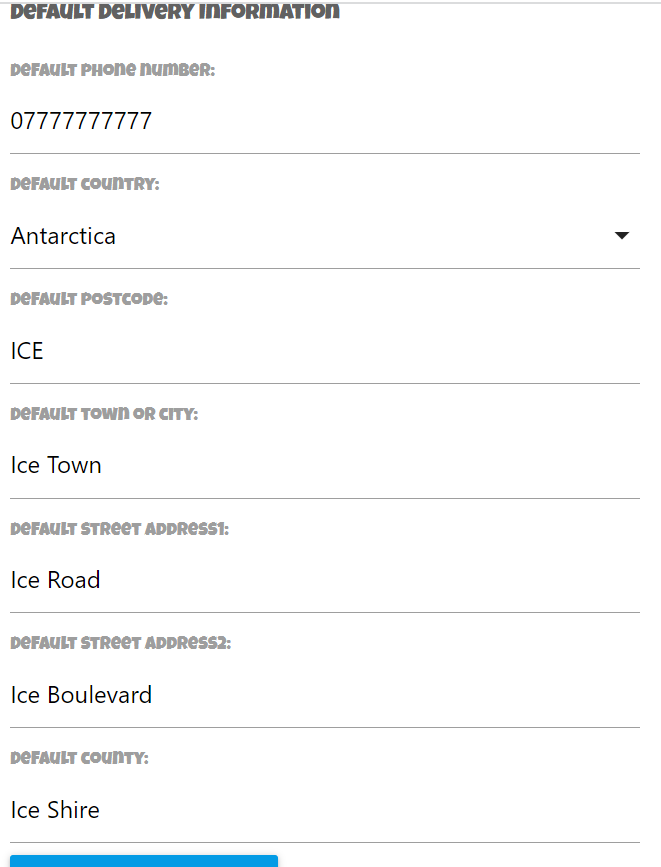 Default Delivery Information
Default Phone number:
07777777777
Default Country:
Antarctica
Default Postcode:
ICE
Default Town or City:
Ice Town
Default Street Address1:
Ice Road
Default Street Address2:
Ice Boulevard
Default County:
Ice Shire